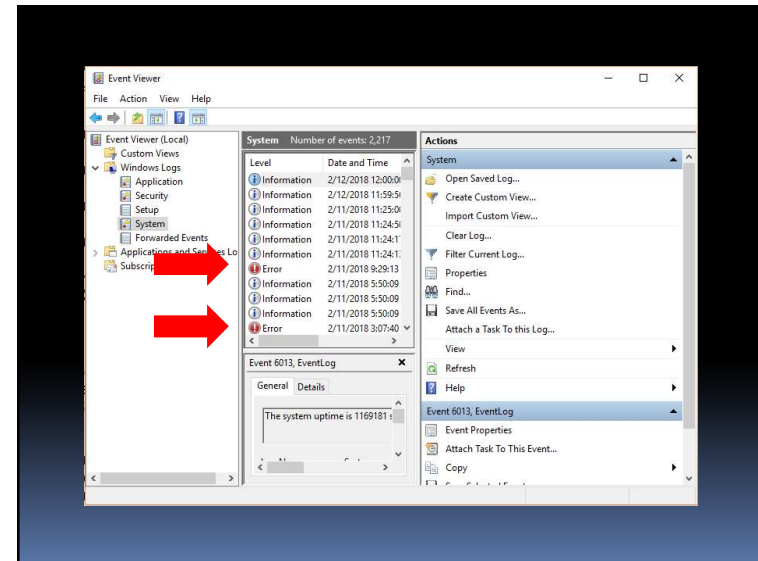 Event Viewer
File Action View Help
Event Viewer (Local)
Custom Views
Windows Logs
Application
Security
Setup
System
Forwarded Events
Applications and Services Lo
Subscrip
System Number of events: 2,217
Level Date and Time
Information 2/12/2018 12:00:0
Information 2/12/2018 11:59:5
Information 2/11/2018 11:25:0
Information 2/11/2018 11:24:5
Information 2/11/2018 11:24:1
Information 2/11/2018 11:24:1
Error 2/11/2018 9:29:13
Information 2/11/2018 5:50:09
Information 2/11/2018 5:50:09
Information 2/11/2018 5:50:09
Error 2/11/2018 3:07:40
Event 6013, EventLog
General Details
The system uptime is 1169181
Actions
System
Open Saved Log...
Create Custom View...
Import Custom View...
Clear Log...
Filter Current Log...
Properties
Find...
Save All Events As...
Attach a Task To this Log...
View
Refresh
Help
Event 6013, EventLog
Event Properties
Attach Task To This Event...
Copy